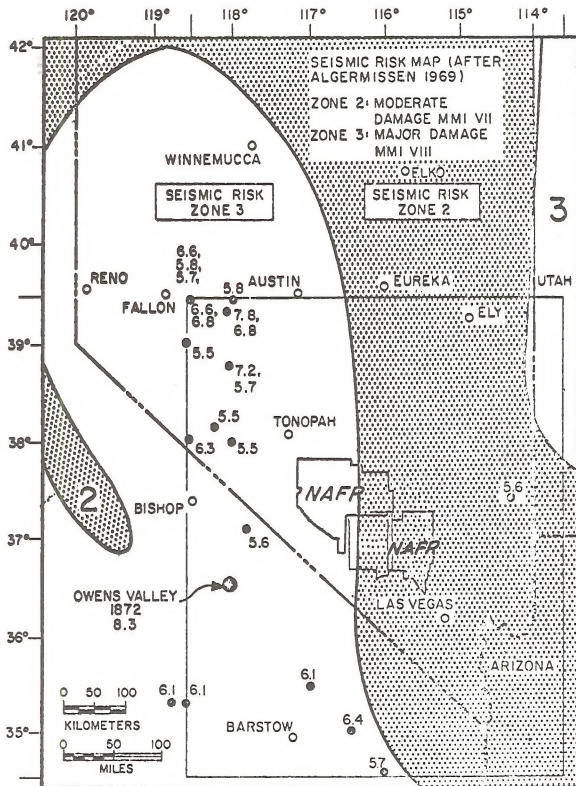 120° 119° 118° 117° 116° 115° 114°
42°
SEISMIC RISK MAP (AFTER
ALGERMISSEN 1969)
ZONE 2: MODERATE
DAMAGE MMI VII
ZONE 3: MAJOR DAMAGE
MMI VIII
41°
WINNEMUCCA
ELKO
SEISMIC RISK
ZONE 3
SEISMIC RISK
ZONE 2
3
40°
6.6,
5.8,
5.7,
RENO
FALLON
5.8
AUSTIN
EUREKA
UTAH
6.6,
6.8
7.8,
6.8
ELY
39°
5.5
7.2,
5.7
5.5
TONOPAH
38°
6.3
5.5
NAFR
5.6
2
BISHOP
37°
5.6
NAFR
OWENS VALLEY
1872
8.3
LAS VEGAS
36°
ARIZONA
6.1
6.1
6.1
0 50 100
KILOMETERS
6.4
35°
BARSTOW
0 50 100
MILES
5.7